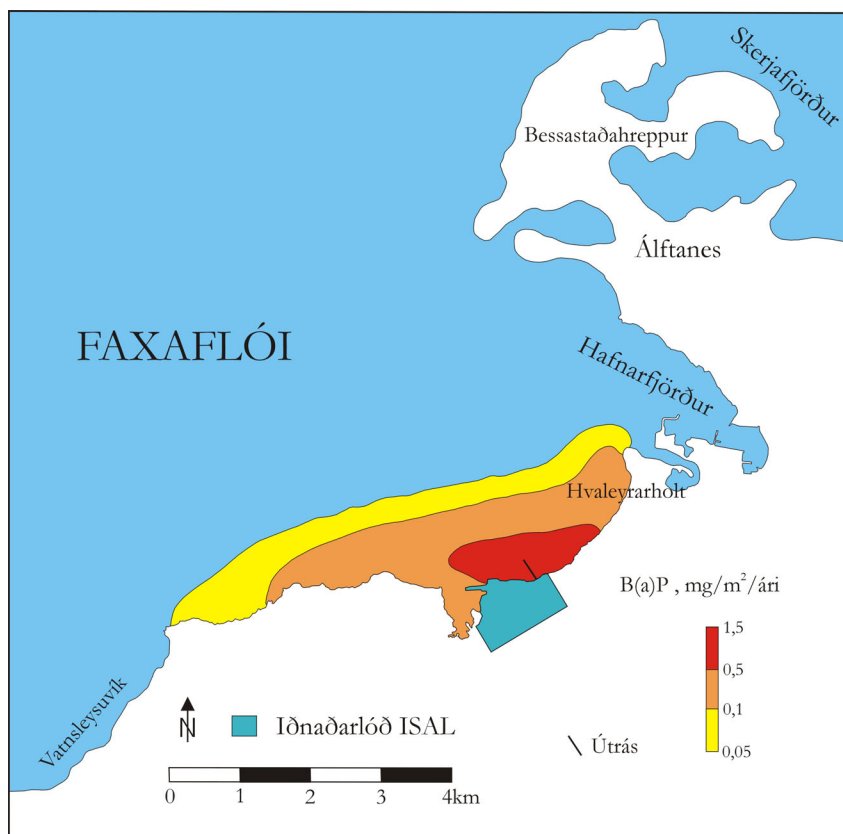 Skerjafjörður
Bessastaðahreppur
Álftanes
FAXAFLÓI
Hafnarfjörður
Hvaleyrarholt
B(a)P , mg/m²/ári
1,5
0,5
0,1
0,05
Vatnsleysuvík
N
Iðnaðarlóð ISAL
Útrás
0 1 2 3 4km